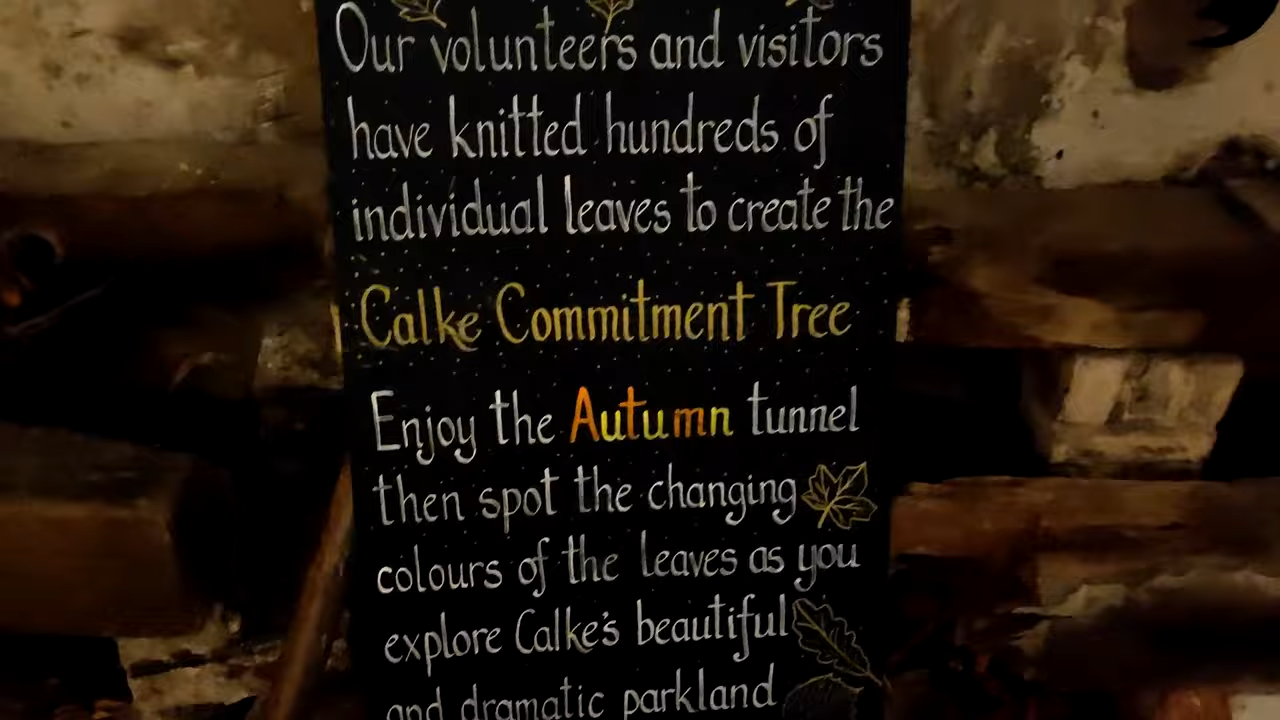 Our volunteers and visitors
have knitted hundreds of
individual leaves to create the
Calke Commitment Tree
Enjoy the Autumn tunnel
then spot the changing
colours of the leaves as you
explore Calke's beautiful
and dramatic parkland